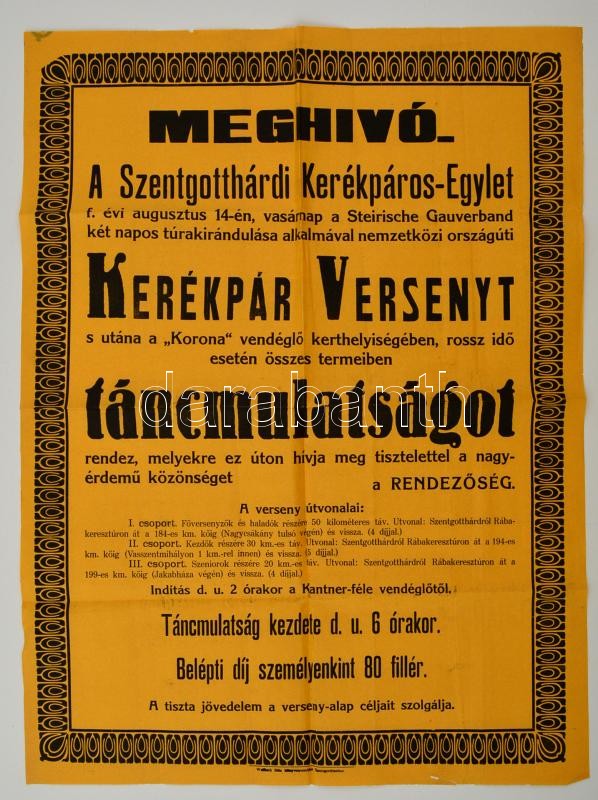 MEGHIVÓ
A Szentgotthárdi Kerékpáros-Egylet
f. évi augusztus 14-én, vasárnap a Steirische Gauverband
két napos túrakirándulása alkalmával nemzetközi országúti
KERÉKPÁR VERSENYT
s utána a „Korona" vendéglő kerthelyiségében, rossz idő
esetén összes termeiben
táncmulatságot
darabanth
rendez, melyekre ez úton hívja meg tisztelettel a nagy-
érdemű közönséget
a RENDEZŐSÉG.
A verseny útvonalai:
I. csoport. Főversenyzők és haladók részére 50 kilométeres táv. Utvonal: Szentgotthárdról Rába-
keresztúron át a 184-es km. kőig (Nagycsákány tulsó végén) és vissza. (4 díjjal.)
II. csoport. Kezdők részére 30 km.-es táv. Utvonal: Szentgotthárdról Rábakeresztúron át a 194-es
km. kőig (Vasszentmihályon 1 km.-rel innen) és vissza. (5 díjjal.)
III. csoport. Szeniorok részére 20 km.-es táv. Utvonal: Szentgotthárdról Rábakeresztúron át a
199-es km. kőig (Jakabháza végén) és vissza. (4 díjjal.)
Indítás d. u. 2 órakor a Kantner-féle vendéglőtől.
Táncmulatság kezdete d. u. 6 órakor.
Belépti díj személyenkint 80 fillér.
A tiszta jövedelem a verseny-alap céljait szolgálja.